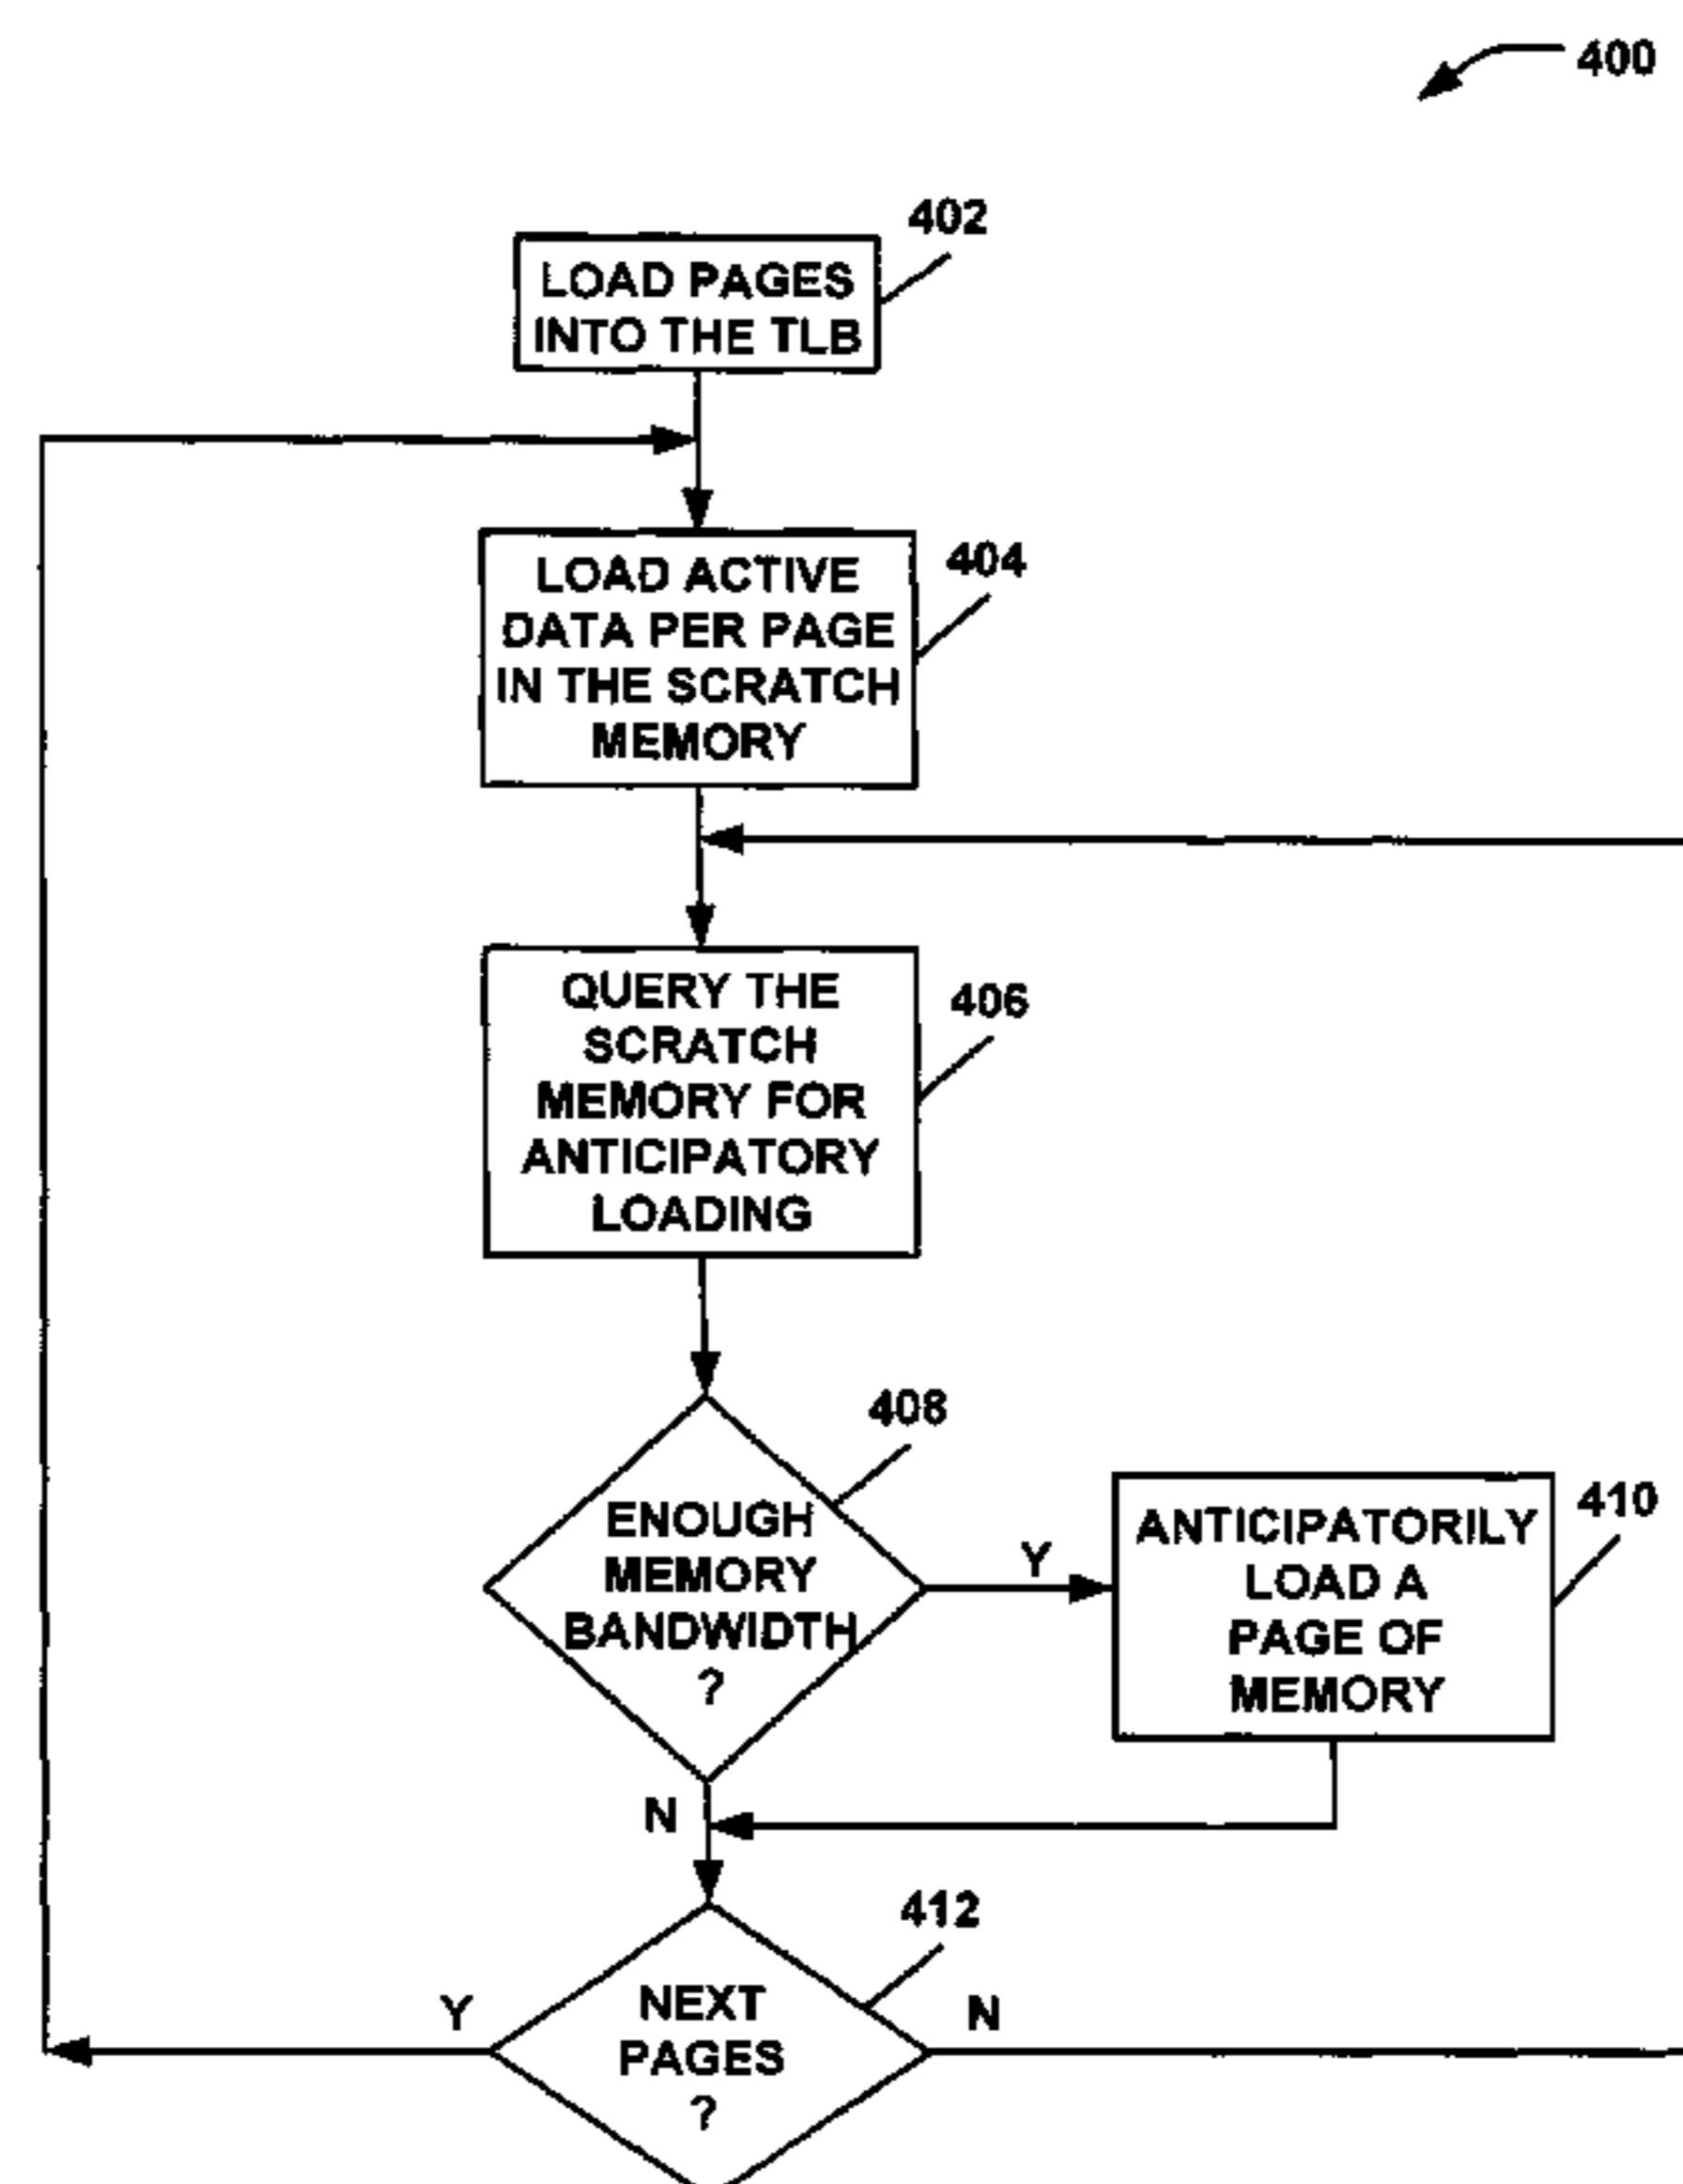 400
402
LOAD PAGES
INTO THE TLB
404
LOAD ACTIVE
DATA PER PAGE
IN THE SCRATCH
MEMORY
406
QUERY THE
SCRATCH
MEMORY FOR
ANTICIPATORY
LOADING
408
ENOUGH
MEMORY
BANDWIDTH
?
Y
410
ANTICIPATORILY
LOAD A
PAGE OF
MEMORY
N
412
Y
NEXT
PAGES
?
N